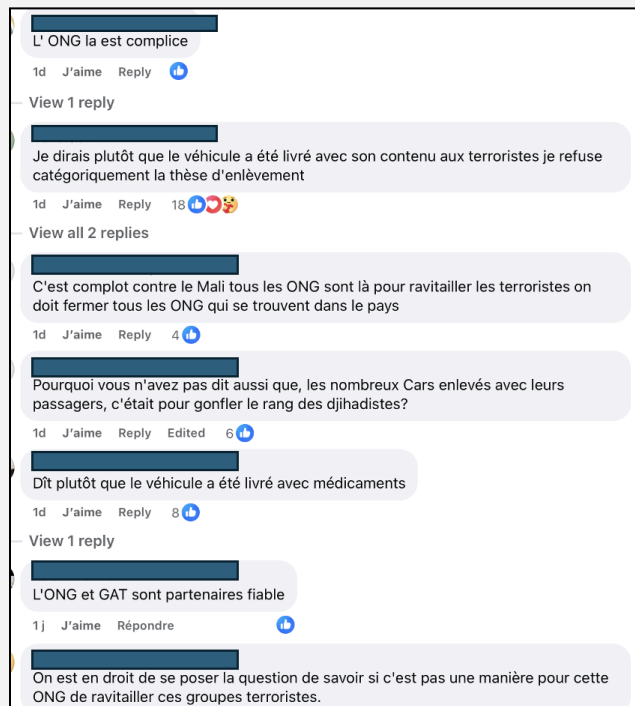 L' ONG la est complice
1d J'aime Reply
View 1 reply
Je dirais plutôt que le véhicule a été livré avec son contenu aux terroristes je refuse
catégoriquement la thèse d'enlèvement
1d J'aime Reply 18
View all 2 replies
C'est complot contre le Mali tous les ONG sont là pour ravitailler les terroristes on
doit fermer tous les ONG qui se trouvent dans le pays
1d J'aime Reply 4
Pourquoi vous n'avez pas dit aussi que, les nombreux Cars enlevés avec leurs
passagers, c'était pour gonfler le rang des djihadistes?
1d J'aime Reply Edited 6
Dît plutôt que le véhicule a été livré avec médicaments
1d J'aime Reply 8
View 1 reply
L'ONG et GAT sont partenaires fiable
1 j J'aime Répondre
On est en droit de se poser la question de savoir si c'est pas une manière pour cette
ONG de ravitailler ces groupes terroristes.